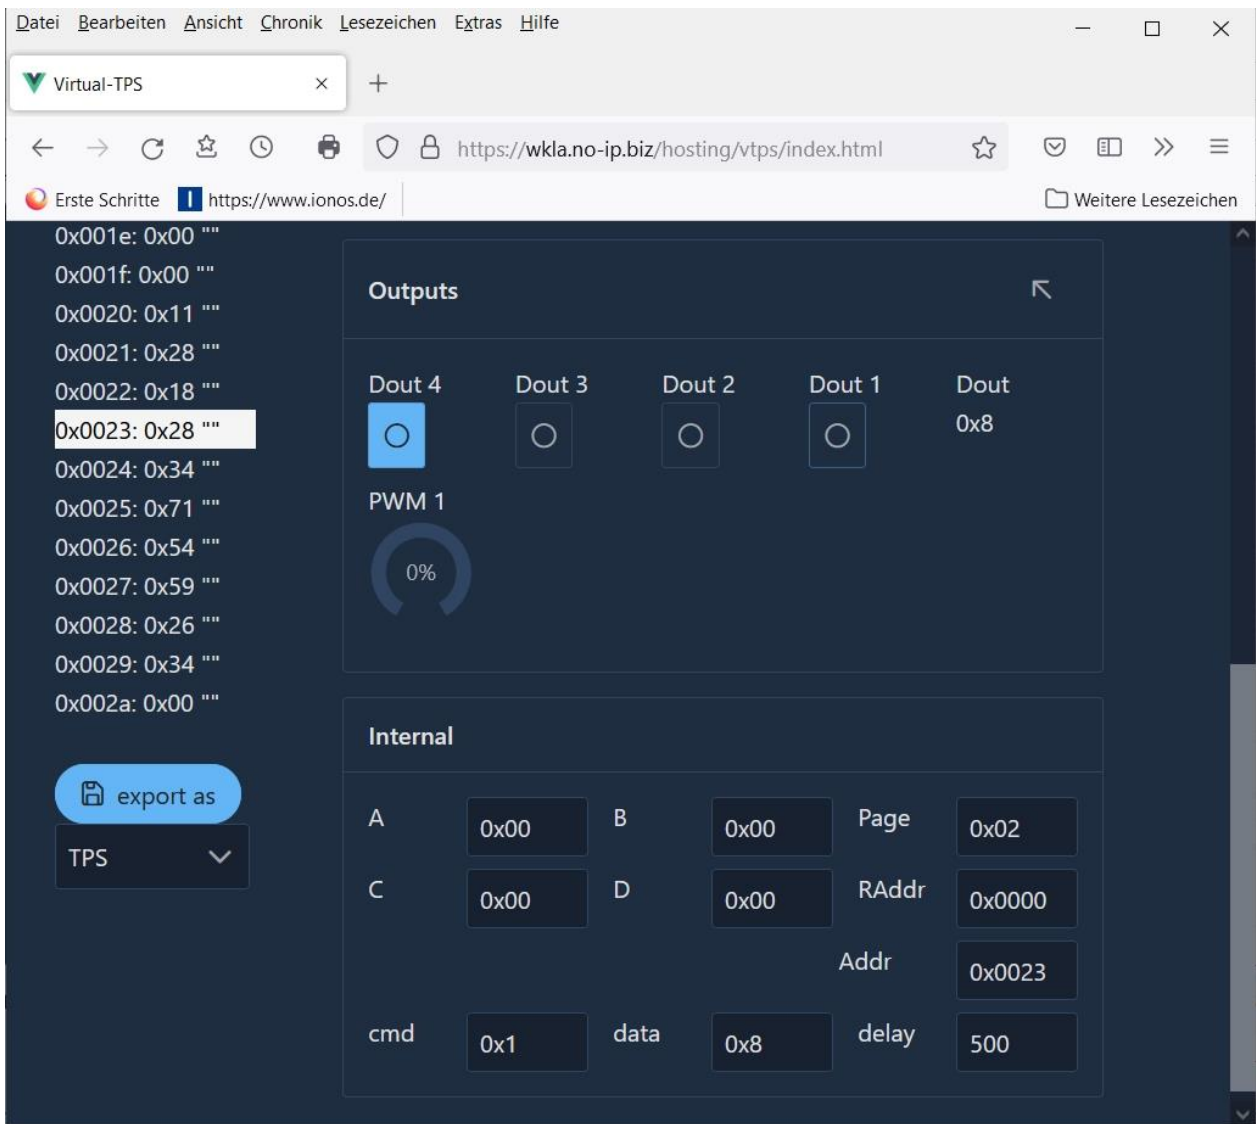 Datei Bearbeiten Ansicht Chronik Lesezeichen Extras Hilfe
Virtual-TPS
https://wkla.no-ip.biz/hosting/vtps/index.html
Erste Schritte https://www.ionos.de/ Weitere Lesezeichen
0x001e: 0x00 ""
0x001f: 0x00 ""
0x0020: 0x11 ""
0x0021: 0x28 ""
0x0022: 0x18 ""
0x0023: 0x28 ""
0x0024: 0x34 ""
0x0025: 0x71 ""
0x0026: 0x54 ""
0x0027: 0x59 ""
0x0028: 0x26 ""
0x0029: 0x34 ""
0x002a: 0x00 ""
export as
TPS
Outputs
Dout 4 Dout 3 Dout 2 Dout 1 Dout
0x8
PWM 1
0%
Internal
A 0x00 B 0x00 Page 0x02
C 0x00 D 0x00 RAddr 0x0000
Addr 0x0023
cmd 0x1 data 0x8 delay 500